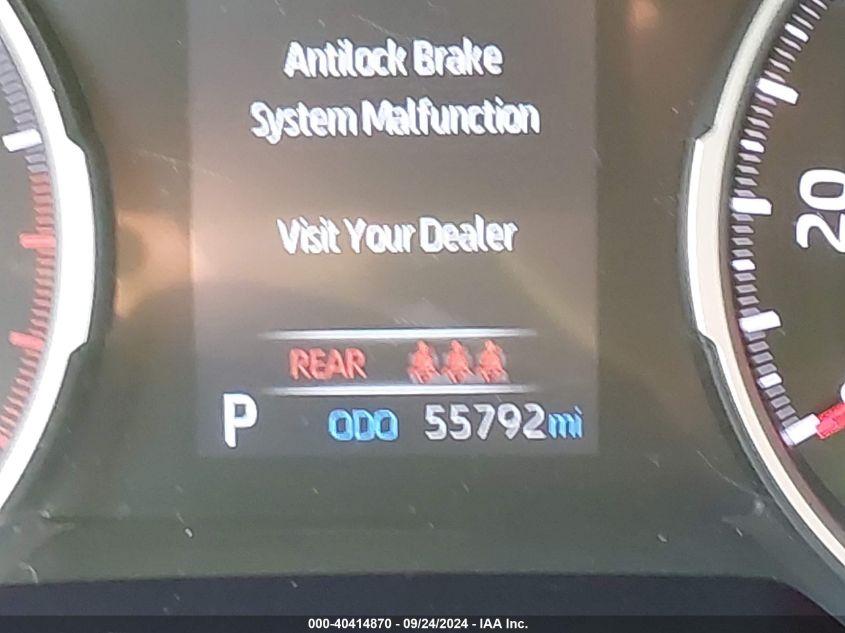 Antilock Brake
System Malfunction
Visit Your Dealer
20
REAR
P ODO 55792mi
000-40414870 - 09/24/2024 - IAA Inc.